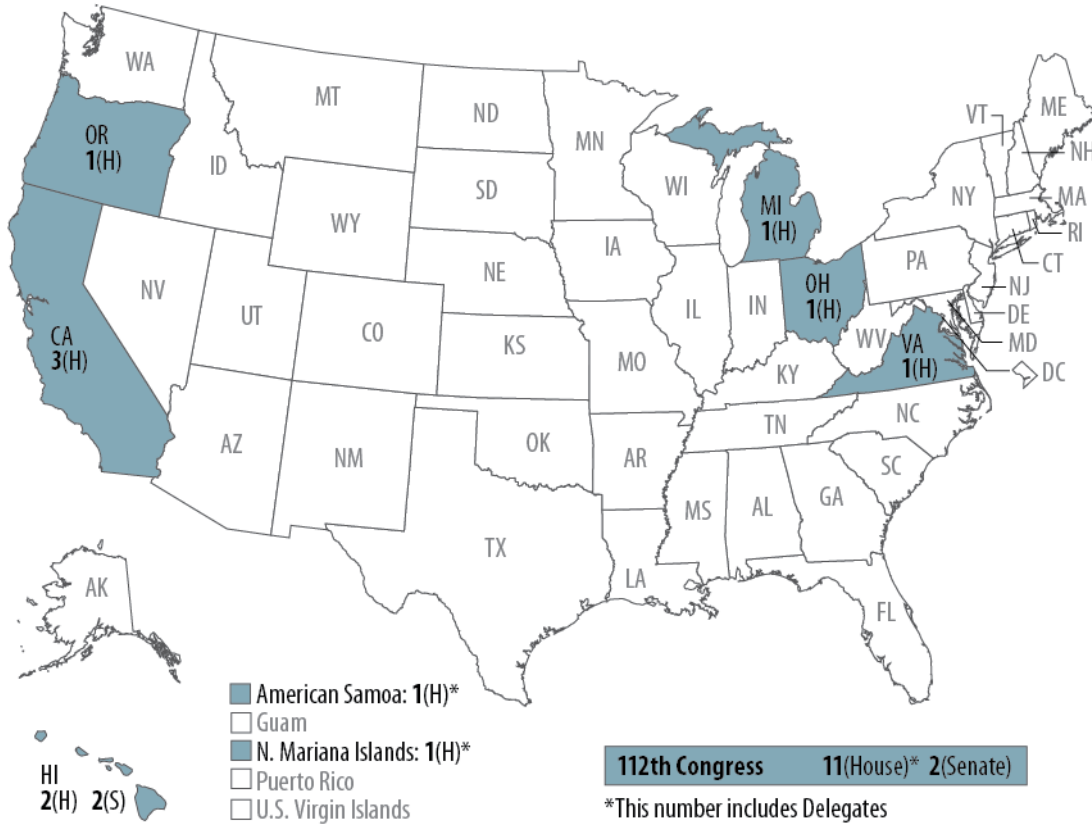 WA
OR
1(H)
CA
3(H)
ID
NV
MT
WY
UT
AZ
CO
NM
ND
SD
NE
KS
OK
TX
MN
IA
MO
AR
LA
WI
IL
MS
MI
1(H)
IN
OH
1(H)
KY
TN
AL
GA
FL
SC
NC
WV
VA
1(H)
PA
NY
VT
ME
NH
MA
RI
CT
NJ
DE
MD
DC
AK
HI
2(H) 2(S)
American Samoa: 1(H)*
Guam
N. Mariana Islands: 1(H)*
Puerto Rico
U.S. Virgin Islands
112th Congress 11(House)* 2(Senate)
*This number includes Delegates